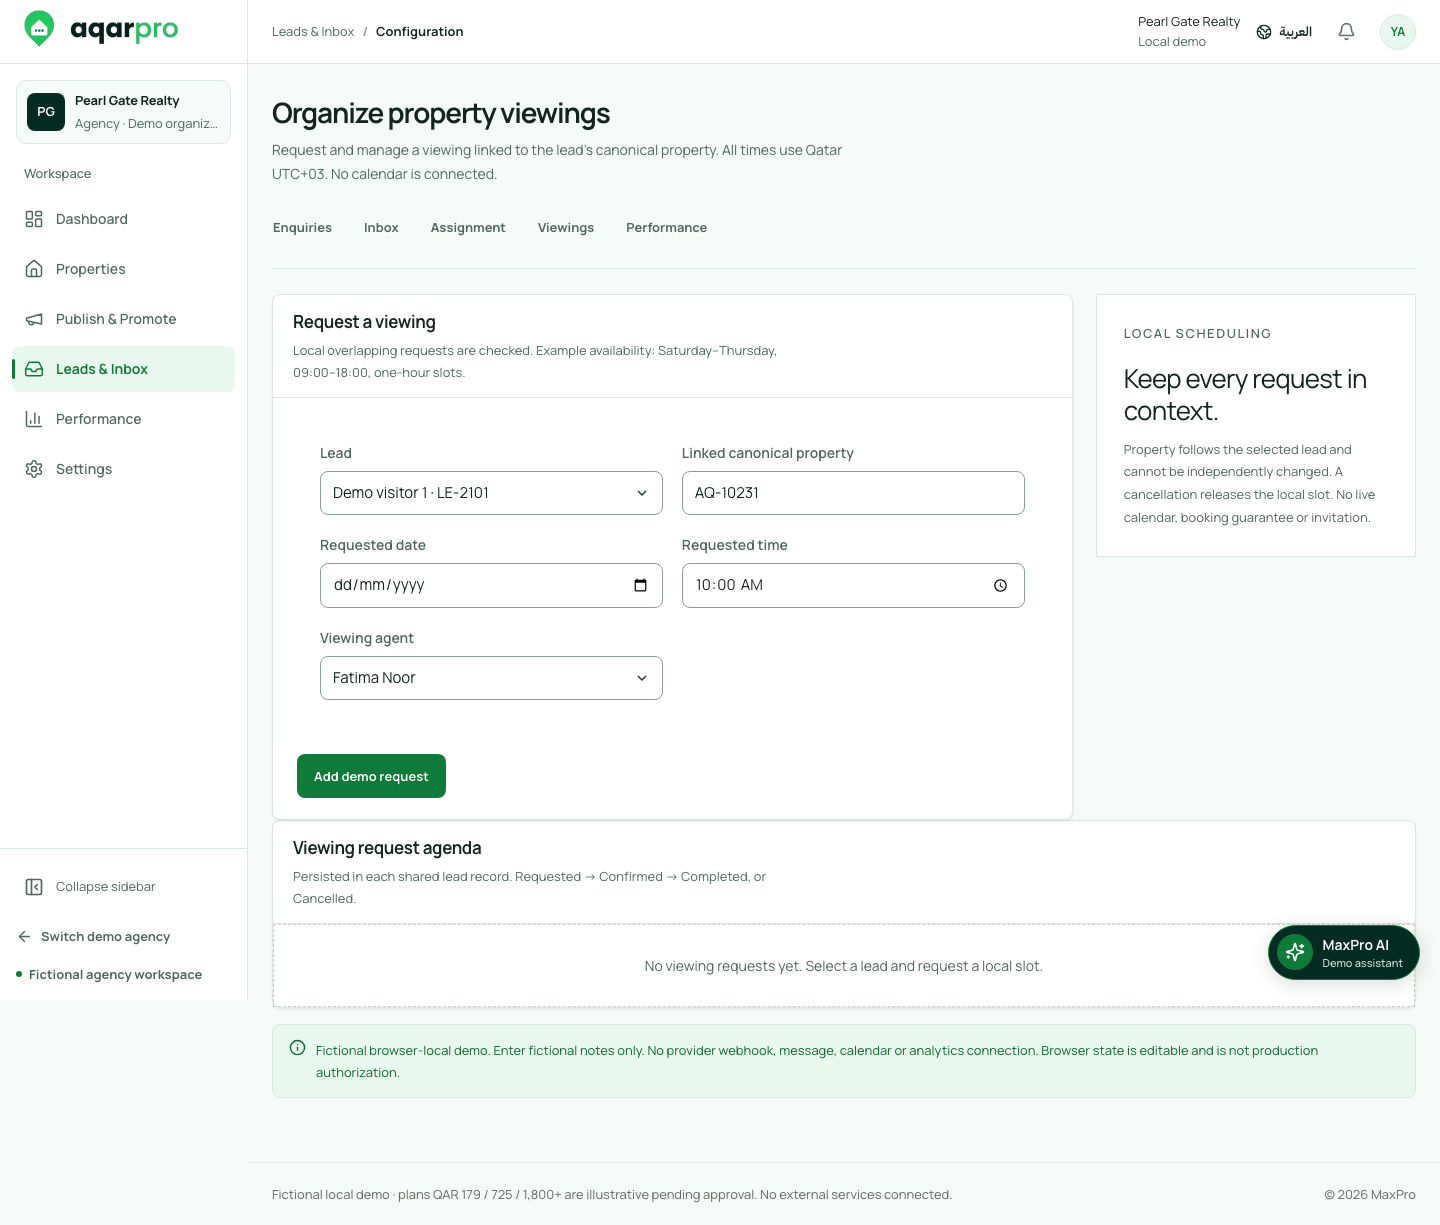 aqarpro
Leads & Inbox / Configuration
Pearl Gate Realty
Local demo
العربية
YA
PG
Pearl Gate Realty
Agency · Demo organiz...
Workspace
Dashboard
Properties
Publish & Promote
Leads & Inbox
Performance
Settings
Collapse sidebar
Switch demo agency
Fictional agency workspace
Organize property viewings
Request and manage a viewing linked to the lead's canonical property. All times use Qatar
UTC+03. No calendar is connected.
Enquiries Inbox Assignment Viewings Performance
Request a viewing
Local overlapping requests are checked. Example availability: Saturday–Thursday,
09:00–18:00, one-hour slots.
Lead
Demo visitor 1 · LE-2101
Linked canonical property
AQ-10231
Requested date
dd/mm/yyyy
Requested time
10:00 AM
Viewing agent
Fatima Noor
Add demo request
LOCAL SCHEDULING
Keep every request in
context.
Property follows the selected lead and
cannot be independently changed. A
cancellation releases the local slot. No live
calendar, booking guarantee or invitation.
Viewing request agenda
Persisted in each shared lead record. Requested → Confirmed → Completed, or
Cancelled.
No viewing requests yet. Select a lead and request a local slot.
MaxPro AI
Demo assistant
Fictional browser-local demo. Enter fictional notes only. No provider webhook, message, calendar or analytics connection. Browser state is editable and is not production
authorization.
Fictional local demo · plans QAR 179 / 725 / 1,800+ are illustrative pending approval. No external services connected.
© 2026 MaxPro